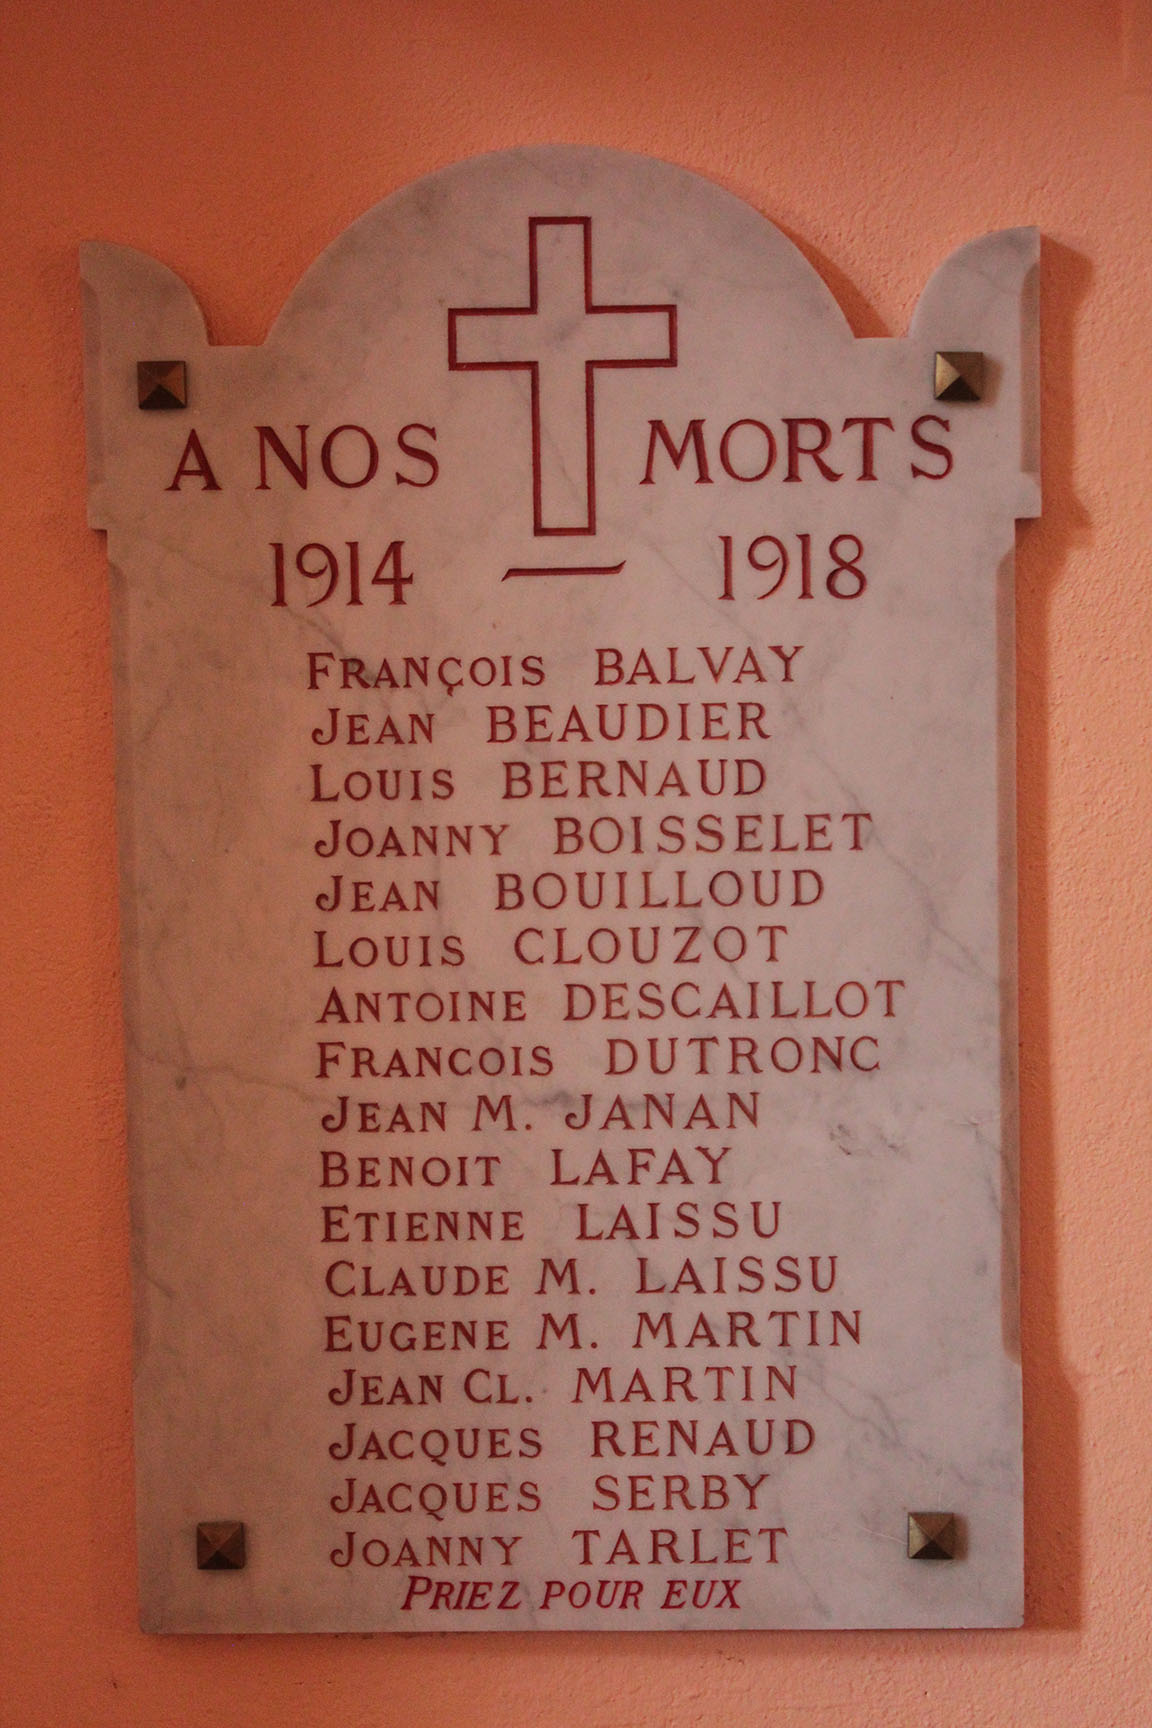 A NOS MORTS
1914 — 1918
FRANÇOIS BALVAY
JEAN BEAUDIER
LOUIS BERNAUD
JOANNY BOISSELET
JEAN BOUILLOUD
LOUIS CLOUZOT
ANTOINE DESCAILLOT
FRANCOIS DUTRONC
JEAN M. JANAN
BENOIT LAFAY
ETIENNE LAISSU
CLAUDE M. LAISSU
EUGENE M. MARTIN
JEAN CL. MARTIN
JACQUES RENAUD
JACQUES SERBY
JOANNY TARLET
PRIEZ POUR EUX